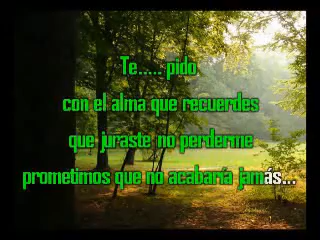 Te..... pido
con el alma que recuerdes
que juraste no perderme
prometimos que no acabaría jamás...